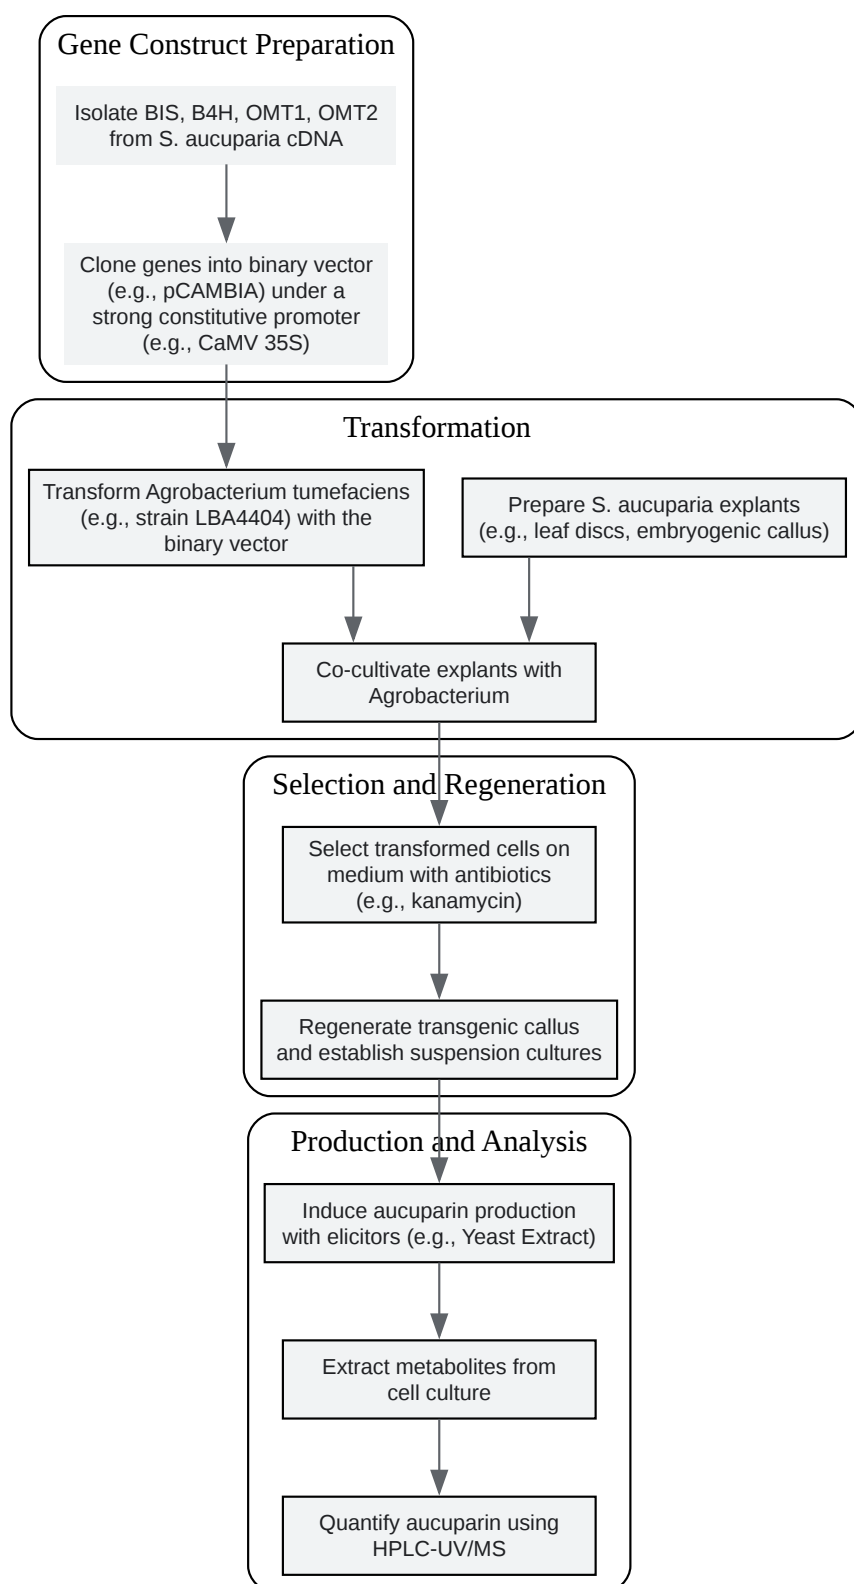 Gene Construct Preparation
Isolate BIS, B4H, OMT1, OMT2
from S. aucuparia cDNA
Clone genes into binary vector
(e.g., pCAMBIA) under a
strong constitutive promoter
(e.g., CaMV 35S)
Transformation
Transform Agrobacterium tumefaciens
(e.g., strain LBA4404) with the
binary vector
Prepare S. aucuparia explants
(e.g., leaf discs, embryogenic callus)
Co-cultivate explants with
Agrobacterium
Selection and Regeneration
Select transformed cells on
medium with antibiotics
(e.g., kanamycin)
Regenerate transgenic callus
and establish suspension cultures
Production and Analysis
Induce aucuparin production
with elicitors (e.g., Yeast Extract)
Extract metabolites from
cell culture
Quantify aucuparin using
HPLC-UV/MS